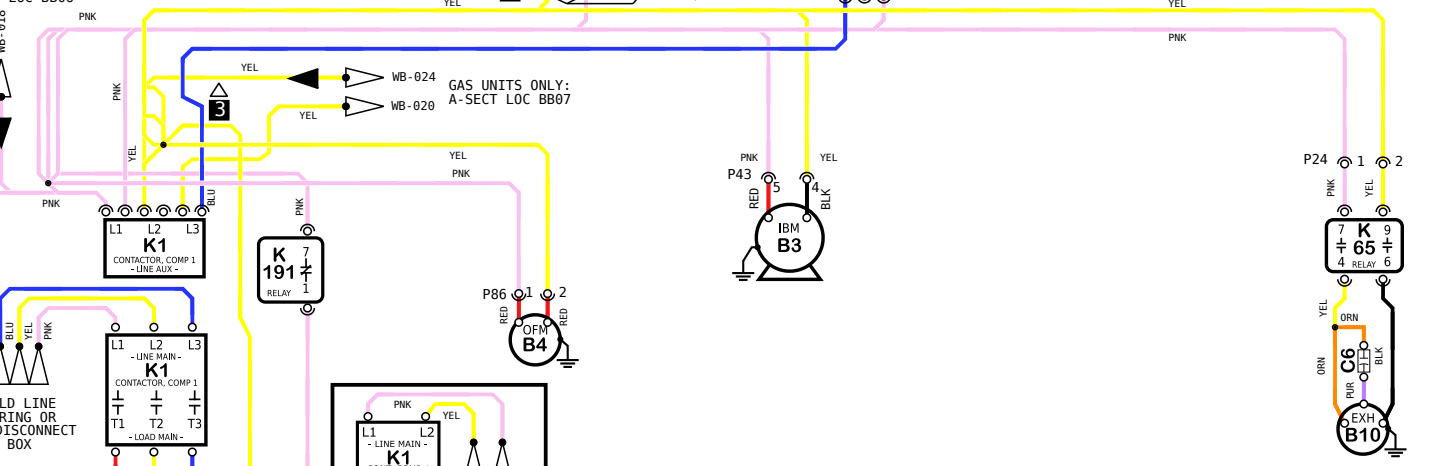 LOC BB06
PNK
YEL
YEL
PNK
WB-018
YEL
WB-024
GAS UNITS ONLY:
A-SECT LOC BB07
PNK
3
YEL
WB-020
YEL
YEL
PNK
PNK
BLU
PNK
PNK
YEL
P43
5
4
RED
BLK
IBM
B3
P24
1
2
PNK
YEL
L1
L2
L3
K1
CONTACTOR, COMP 1
- LINE AUX -
K
191
7
1
RELAY
7
9
K
65
4
6
RELAY
P86
1
2
RED
RED
OFM
B4
BLU
YEL
PNK
L1
L2
L3
- LINE MAIN -
K1
CONTACTOR, COMP 1
T1
T2
T3
- LOAD MAIN -
LD LINE
RING OR
DISCONNECT
BOX
PNK
YEL
L1
L2
- LINE MAIN -
K1
YEL
ORN
ORN
C6
BLK
PUR
EXH
B10